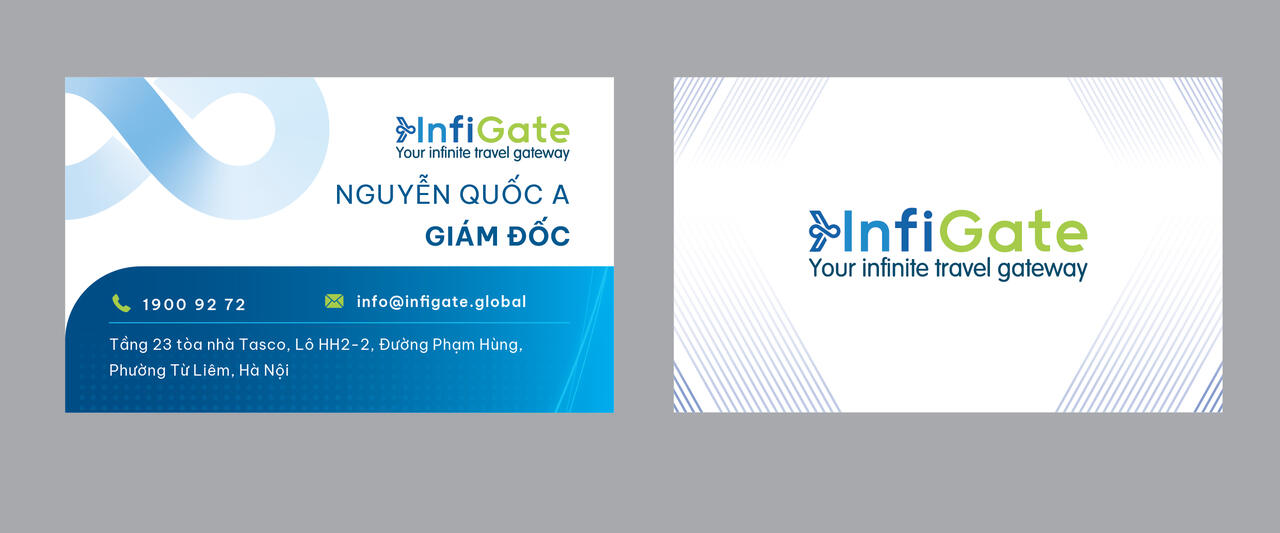 InfiGate
Your infinite travel gateway
NGUYỄN QUỐC A
GIÁM ĐỐC
1900 92 72
info@infigate.global
Tầng 23 tòa nhà Tasco, Lô HH2-2, Đường Phạm Hùng,
Phường Từ Liêm, Hà Nội
InfiGate
Your infinite travel gateway